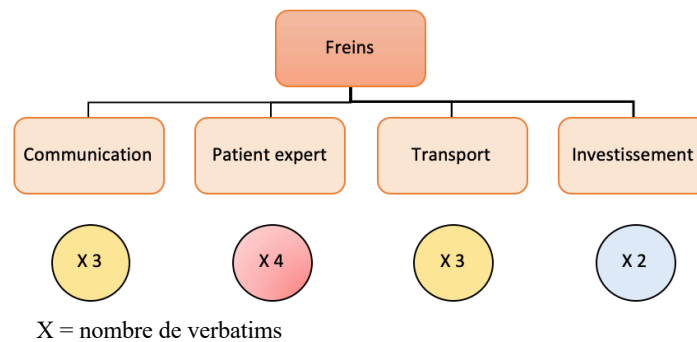 Freins
Communication
Patient expert
Transport
Investissement
X 3
X 4
X 3
X 2
X = nombre de verbatims